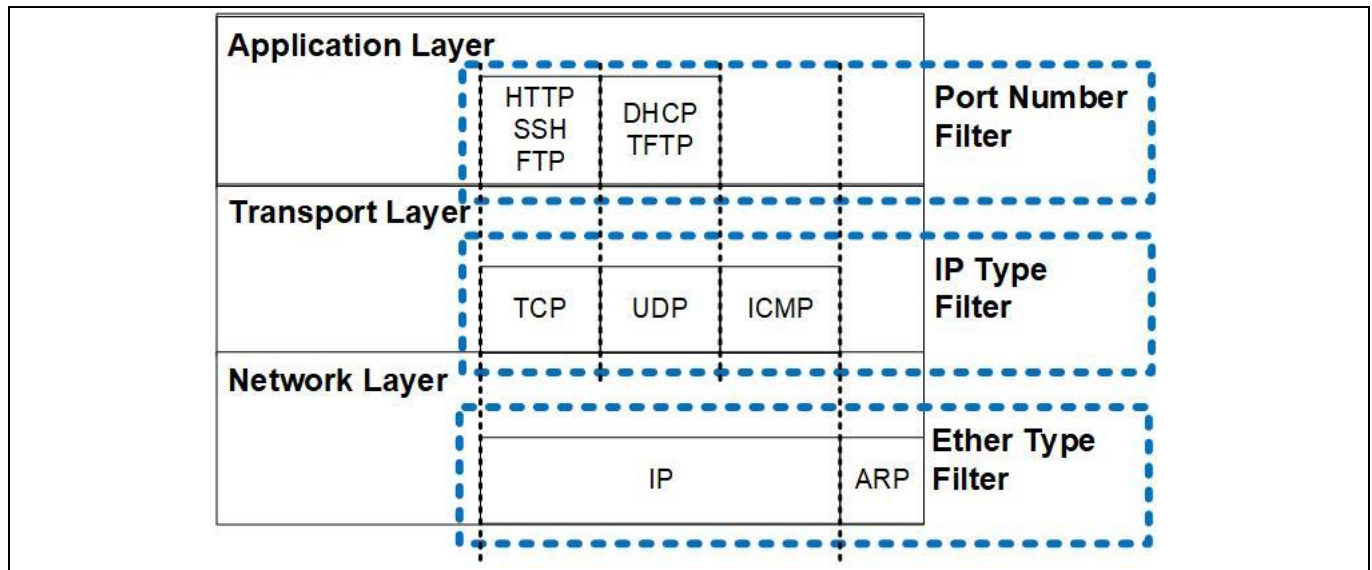 Application Layer
HTTP
SSH
FTP
DHCP
TFTP
Port Number
Filter
Transport Layer
TCP
UDP
ICMP
IP Type
Filter
Network Layer
IP
ARP
Ether Type
Filter